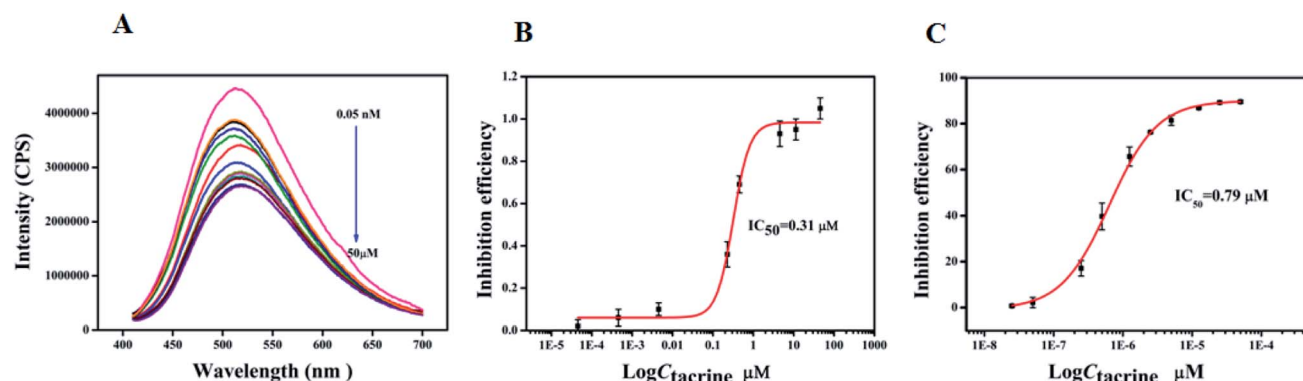 A
Intensity (CPS)
4000000
3000000
2000000
1000000
0
0.05 nM
50μM
400 450 500 550 600 650 700
Wavelength (nm )
B
Inhibition efficiency
1.2
1.0
0.8
0.6
0.4
0.2
0.0
IC50=0.31 μM
1E-5 1E-4 1E-3 0.01 0.1 1 10 100 1000
LogCtacrine μM
C
Inhibition efficiency
100
80
60
40
20
0
IC50=0.79 μM
1E-8 1E-7 1E-6 1E-5 1E-4
LogCtacrine μM